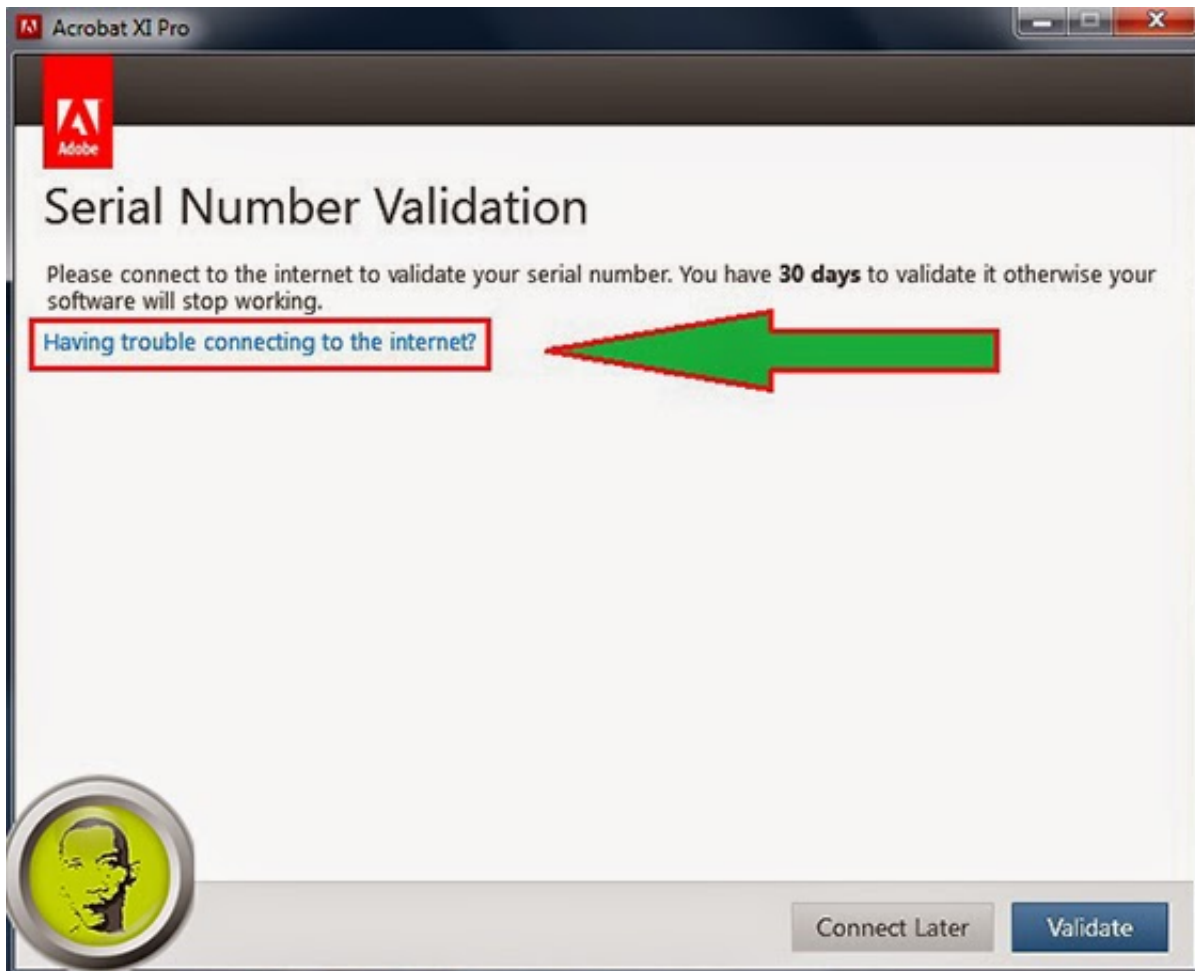 Acrobat XI Pro
Adobe
Serial Number Validation
Please connect to the internet to validate your serial number. You have 30 days to validate it otherwise your
software will stop working.
Having trouble connecting to the internet?
Connect Later
Validate